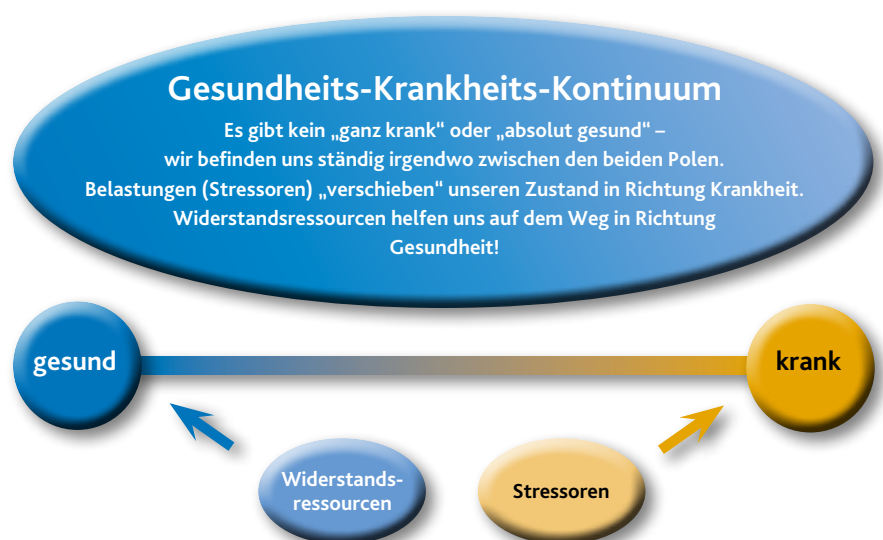 Gesundheits-Krankheits-Kontinuum
Es gibt kein „ganz krank“ oder „absolut gesund“ –
wir befinden uns ständig irgendwo zwischen den beiden Polen.
Belastungen (Stressoren) „verschieben“ unseren Zustand in Richtung Krankheit.
Widerstandsressourcen helfen uns auf dem Weg in Richtung
Gesundheit!
gesund
krank
Widerstands-
ressourcen
Stressoren